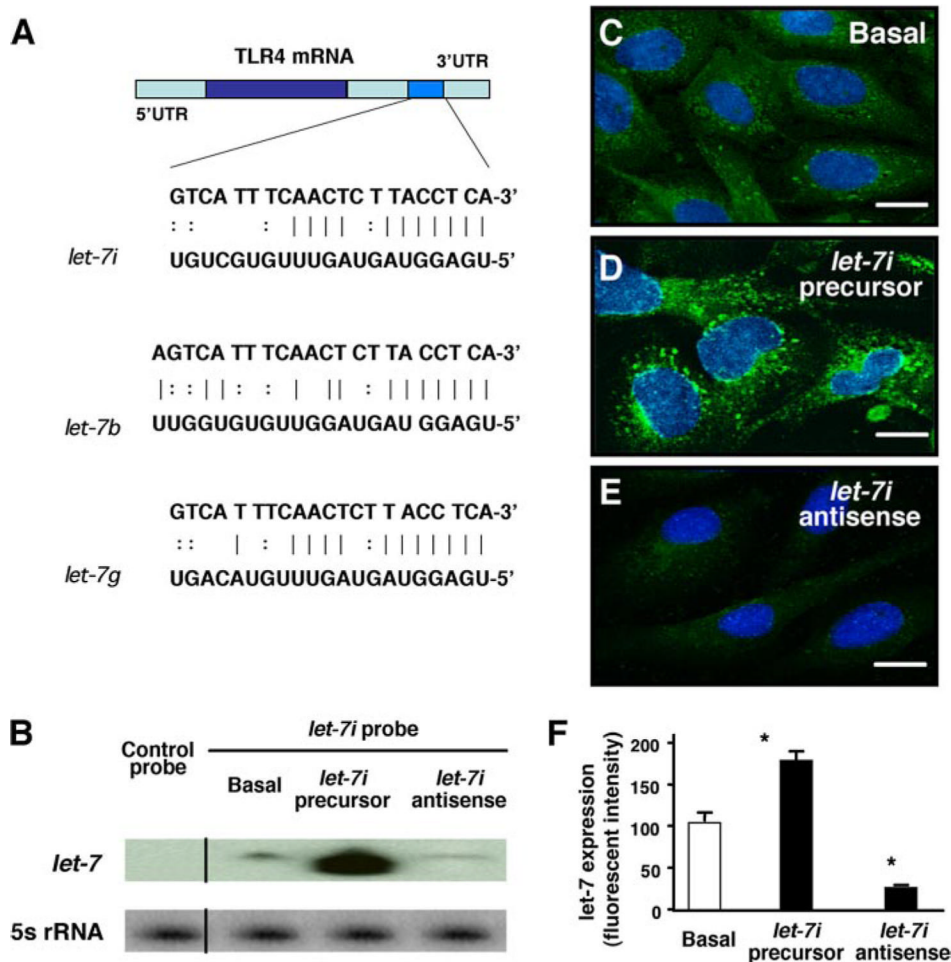 A
TLR4 mRNA
3'UTR
5'UTR
GTCA TT TCAACTC T TACCT CA-3'
: : : | | | | : | | | | | | |
let-7i
UGUCGUGUUUGAUGAUGGAGU-5'
AGTCA TT TCAACT CT TA CCTCA-3'
| : : | | : | | | : | | | | | | |
let-7b
UUGGUGUGUUGGAUGAU GGAGU-5'
GTCA T TTCAACTCT T ACC TCA-3'
: : | : | | | | : | | | | | | |
let-7g
UGACAUGUUUGAUGAUGGAGU-5'
B
let-7i probe
Control
probe
Basal
let-7i
precursor
let-7i
antisense
let-7
5s rRNA
C
Basal
D
let-7i
precursor
E
let-7i
antisense
F
let-7 expression
(fluorescent intensity)
200
150
100
50
0
*
*
Basal
let-7i
precursor
let-7i
antisense